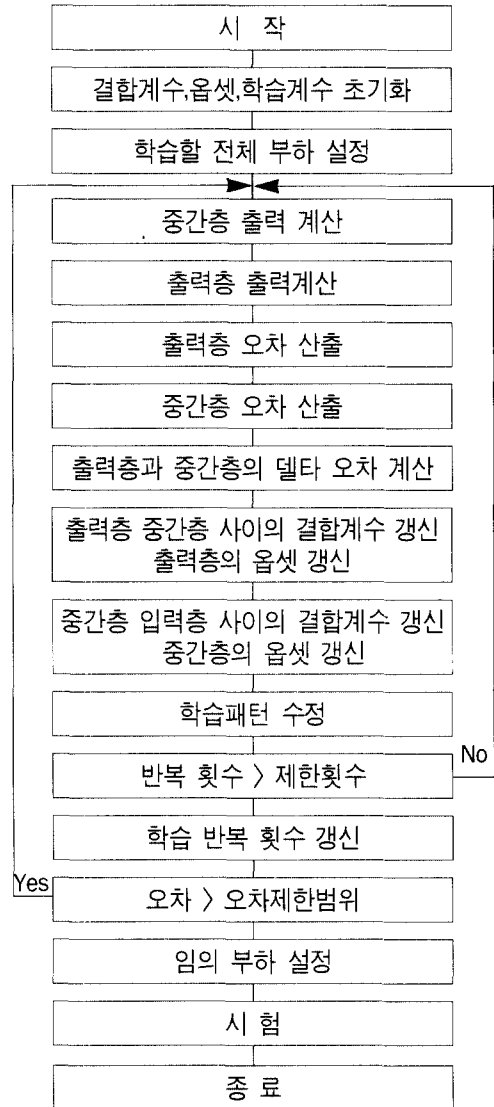 시 작
결합계수,옵셋,학습계수 초기화
학습할 전체 부하 설정
중간층 출력 계산
출력층 출력계산
출력층 오차 산출
중간층 오차 산출
출력층과 중간층의 델타 오차 계산
출력층 중간층 사이의 결합계수 갱신
출력층의 옵셋 갱신
중간층 입력층 사이의 결합계수 갱신
중간층의 옵셋 갱신
학습패턴 수정
반복 횟수 〉 제한횟수
No
학습 반복 횟수 갱신
Yes
오차 〉 오차제한범위
임의 부하 설정
시 험
종 료